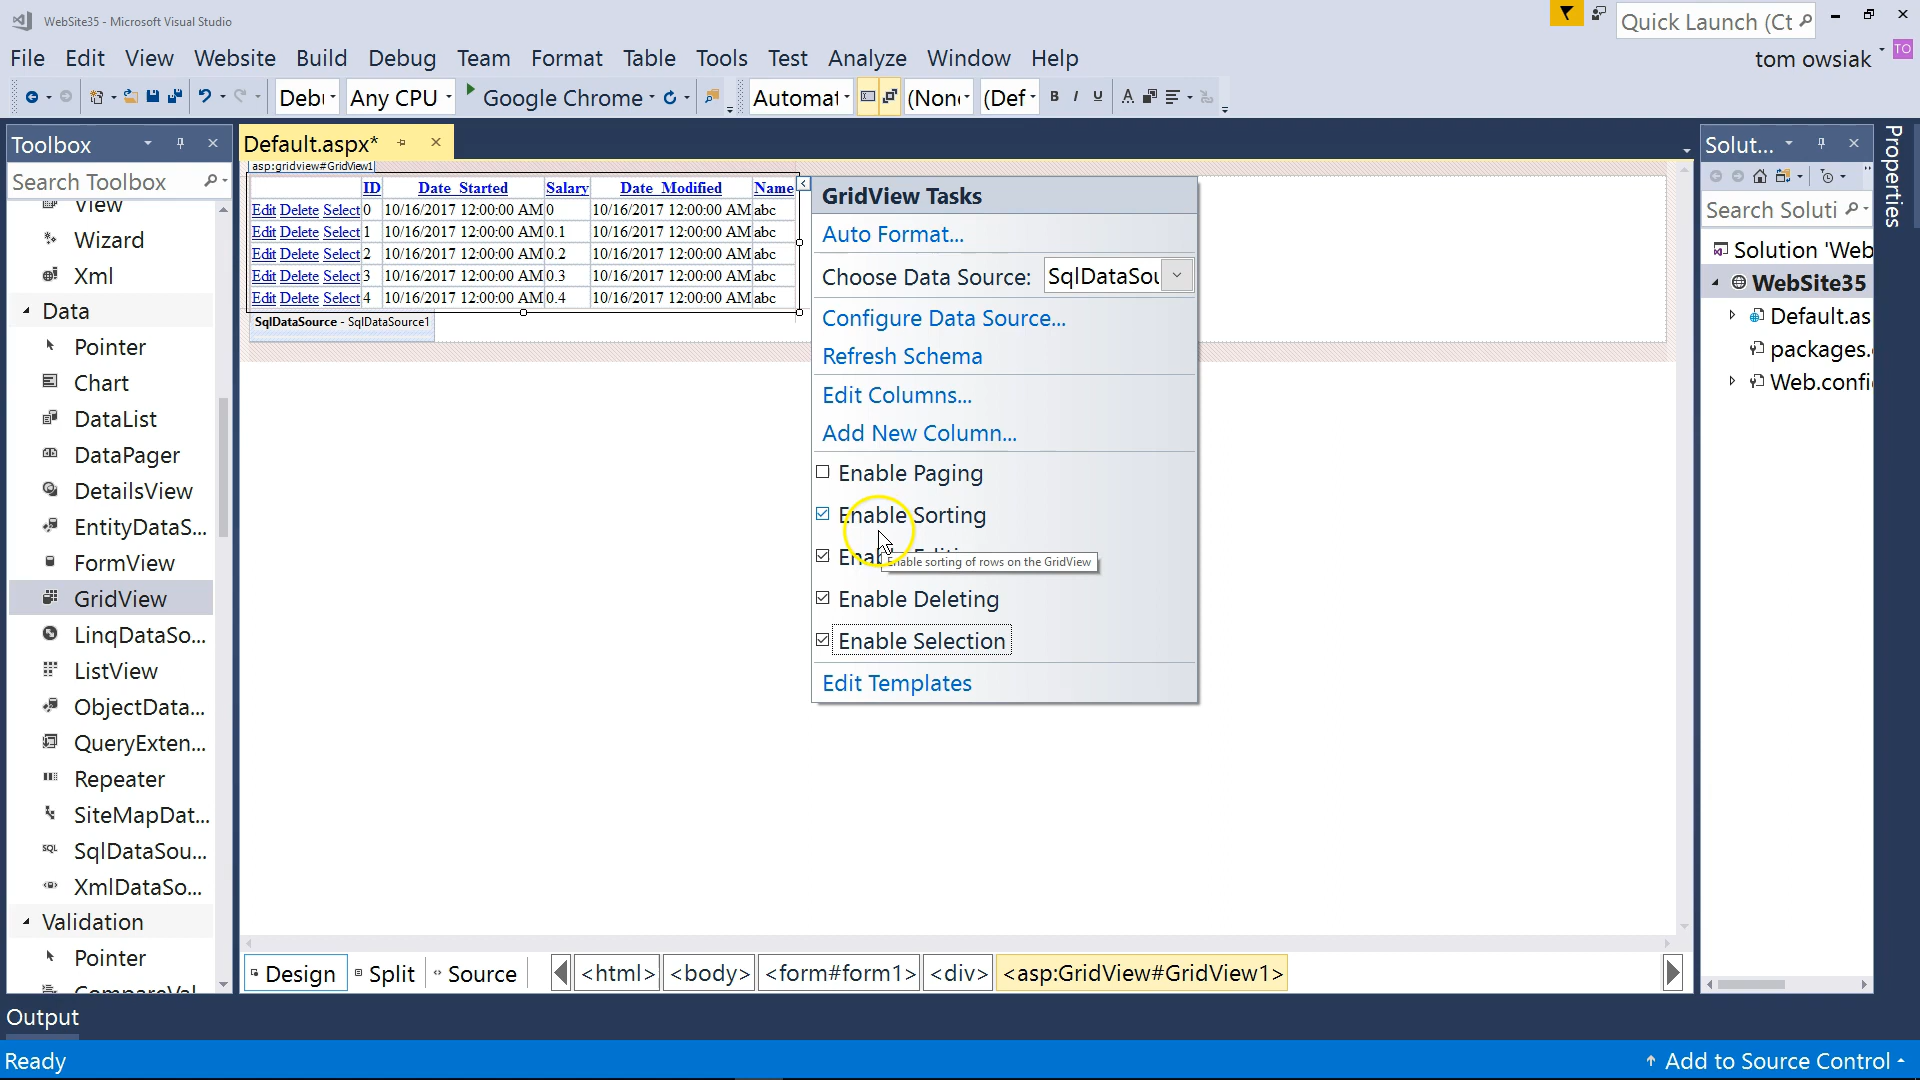 WebSite35 - Microsoft Visual Studio
Quick Launch (Ct
File Edit View Website Build Debug Team Format Table Tools Test Analyze Window Help
tom owsiak TO
Any CPU Google Chrome Automat (Def
B I U A
Toolbox
Default.aspx*
Solut...
Properties
Search Toolbox
asp:gridview#GridView1
ID Date_Started Salary Date_Modified Name
Edit Delete Select 0 10/16/2017 12:00:00 AM 0 10/16/2017 12:00:00 AM abc
Edit Delete Select 1 10/16/2017 12:00:00 AM 0.1 10/16/2017 12:00:00 AM abc
Edit Delete Select 2 10/16/2017 12:00:00 AM 0.2 10/16/2017 12:00:00 AM abc
Edit Delete Select 3 10/16/2017 12:00:00 AM 0.3 10/16/2017 12:00:00 AM abc
Edit Delete Select 4 10/16/2017 12:00:00 AM 0.4 10/16/2017 12:00:00 AM abc
SqlDataSource - SqlDataSource1
GridView Tasks
Auto Format...
Choose Data Source: SqlDataSou
Configure Data Source...
Refresh Schema
Edit Columns...
Add New Column...
Enable Paging
Enable Sorting
Enable sorting of rows on the GridView
Enable Deleting
Enable Selection
Edit Templates
View
Wizard
Xml
Data
Pointer
Chart
DataList
DataPager
DetailsView
EntityDataS...
FormView
GridView
LinqDataSo...
ListView
ObjectData...
QueryExten...
Repeater
SiteMapDat...
SQL SqlDataSou...
XmlDataSo...
Validation
Pointer
Search Soluti
Solution 'Web
WebSite35
Default.as
packages.
Web.confi
Design Split Source <html> <body> <form#form1> <div> <asp:GridView#GridView1>
Output
Ready
Add to Source Control